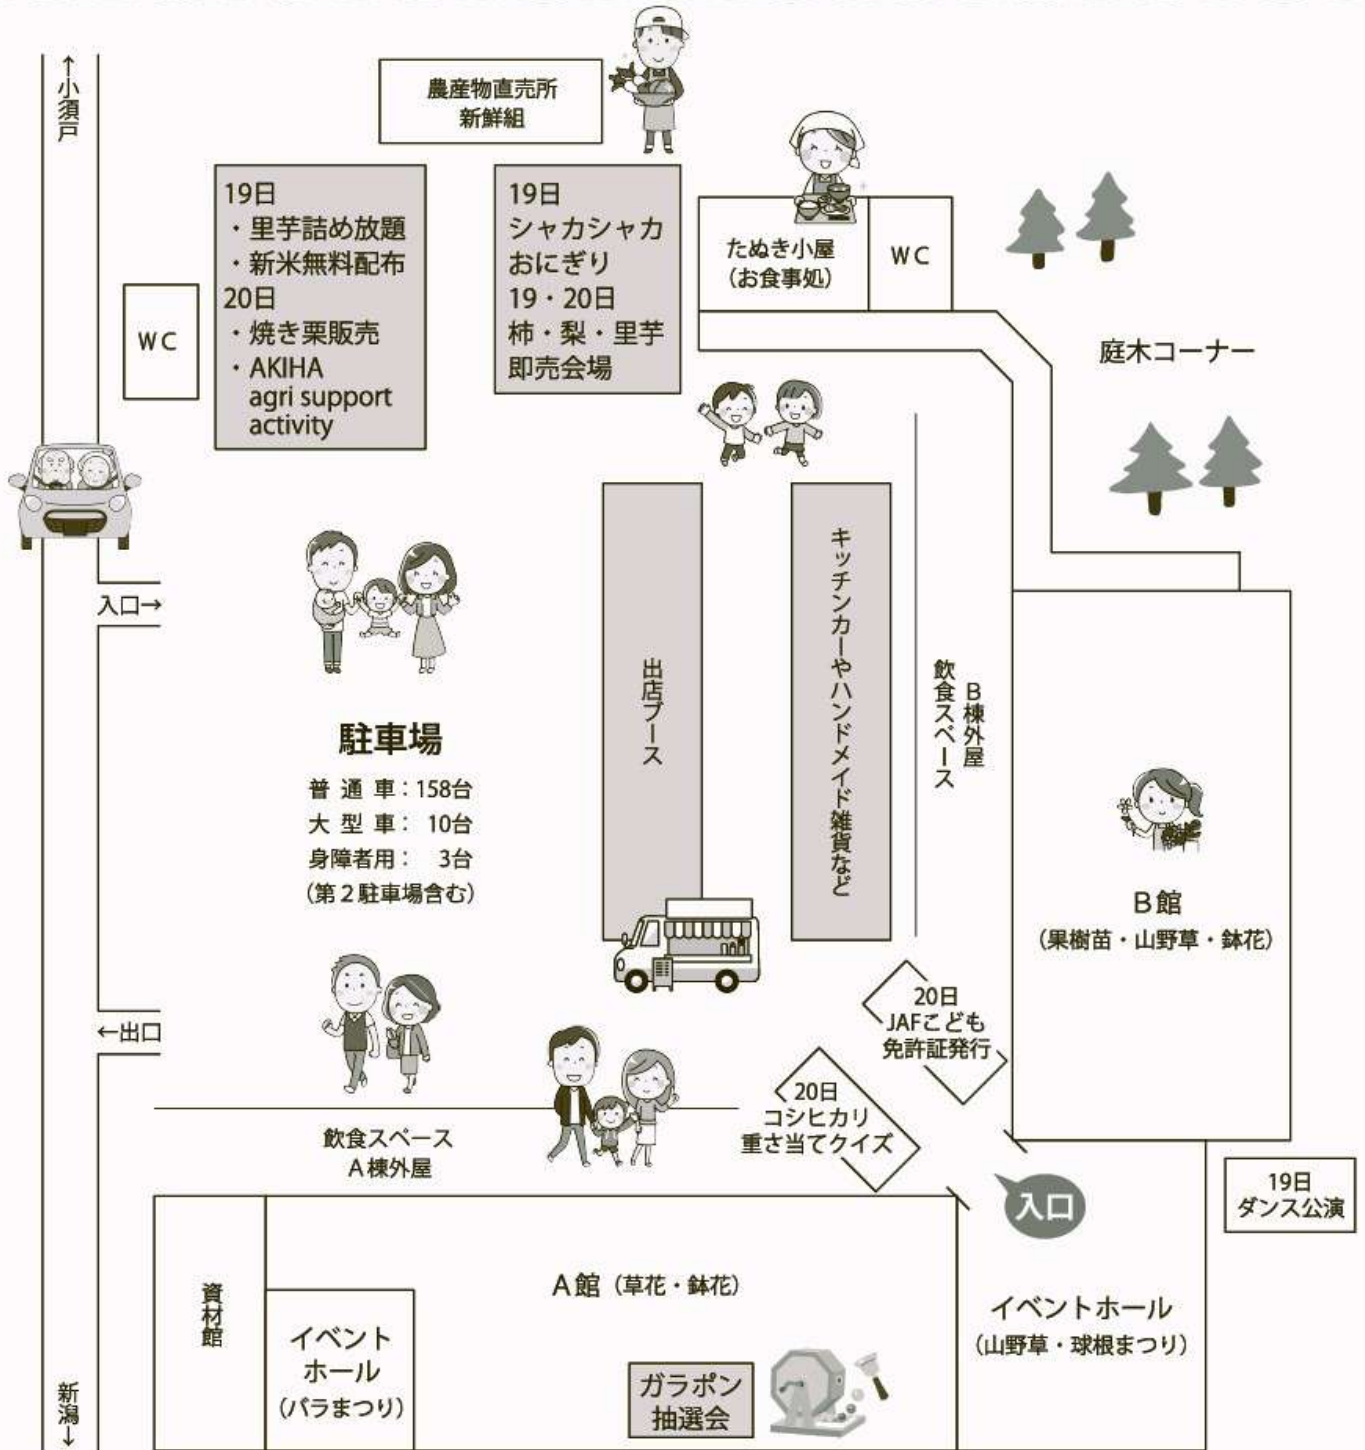 ↑小須戸
農産物直売所
新鮮組
19日
・里芋詰め放題
・新米無料配布
20日
・焼き栗販売
・AKIHA
agri support
activity
19日
シャカシャカ
おにぎり
19・20日
柿・梨・里芋
即売会場
たぬき小屋
（お食事処）
WC
WC
庭木コーナー
入口→
駐車場
普通車：158台
大型車： 10台
身障者用： 3台
（第２駐車場含む）
出店ブース
キッチンカーやハンドメイド雑貨など
B棟外屋
飲食スペース
B館
（果樹苗・山野草・鉢花）
←出口
20日
JAFこども
免許証発行
20日
コシヒカリ
重さ当てクイズ
飲食スペース
A棟外屋
入口
19日
ダンス公演
資材館
イベント
ホール
（バラまつり）
A館（草花・鉢花）
ガラポン
抽選会
イベントホール
（山野草・球根まつり）
新潟→